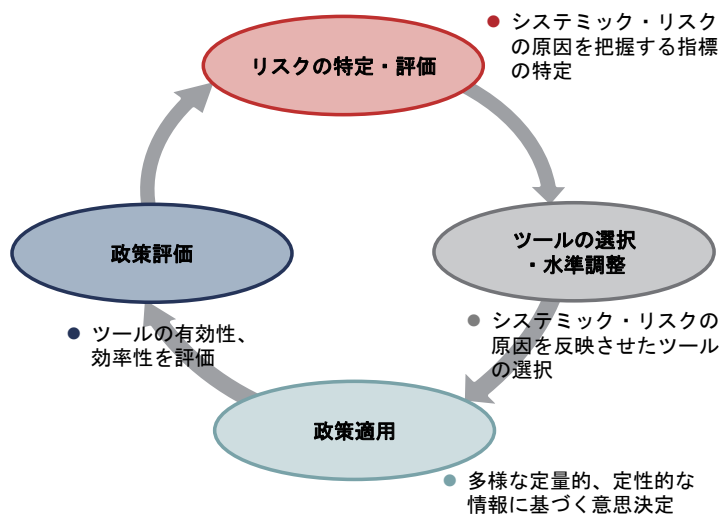 リスクの特定・評価
● システミック・リスク
の原因を把握する指標
の特定
ツールの選択
・水準調整
● システミック・リスクの
原因を反映させたツール
の選択
政策適用
● 多様な定量的、定性的な
情報に基づく意思決定
政策評価
● ツールの有効性、
効率性を評価